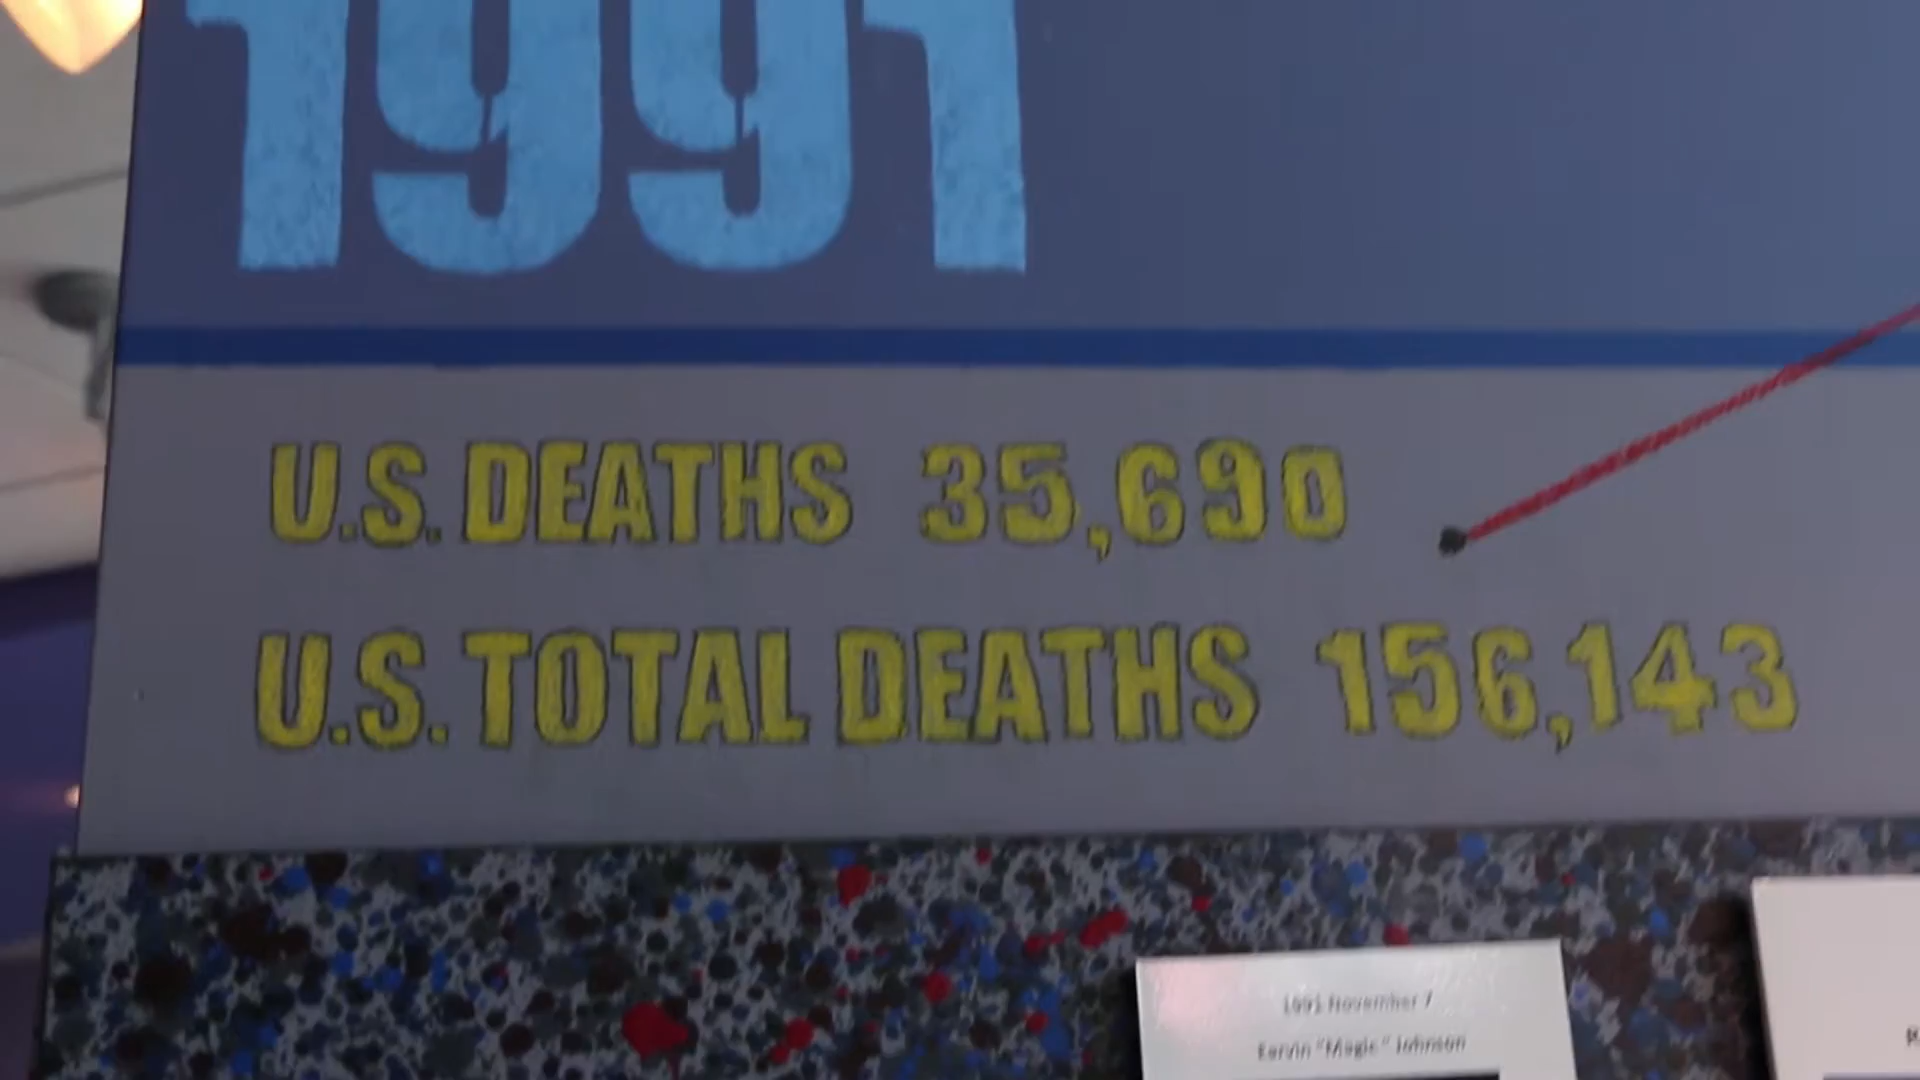 1991
U.S. DEATHS 35,690
U.S. TOTAL DEATHS 156,143
1991 November 7
Earvin "Magic" Johnson